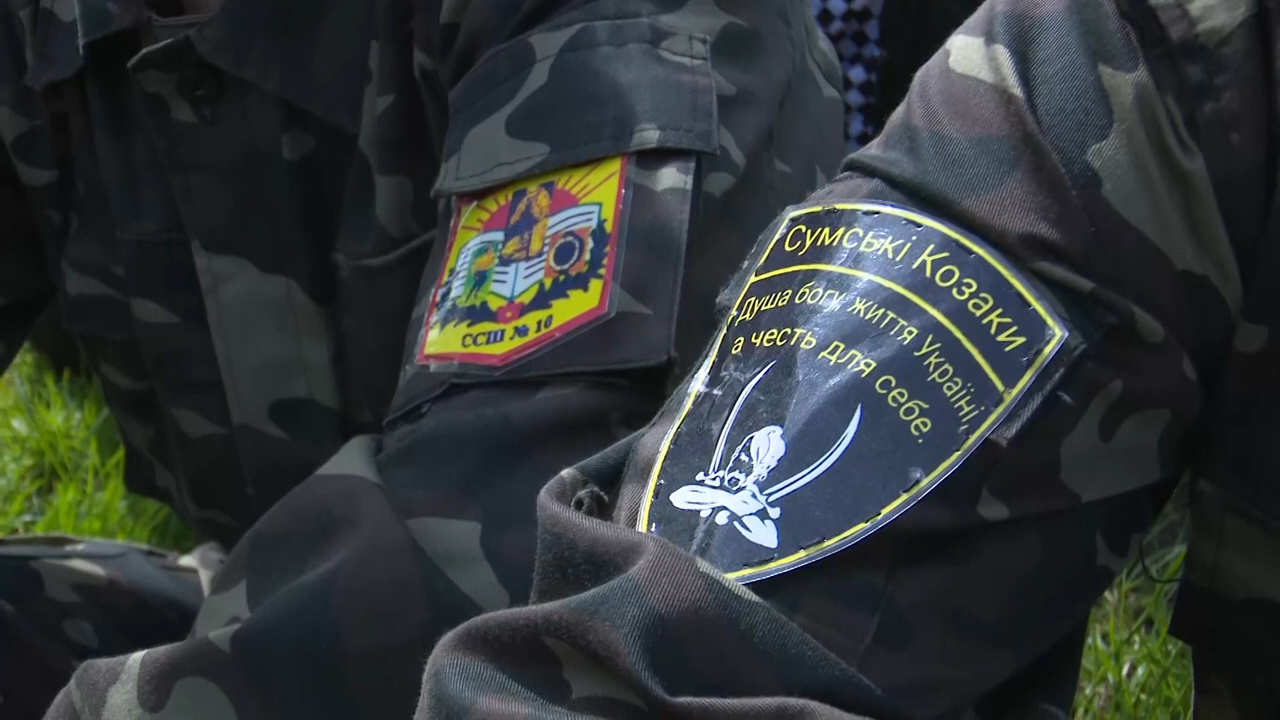 ССШ № 10
Сумські Козаки
Душа богу, життя Україні,
а честь для себе.